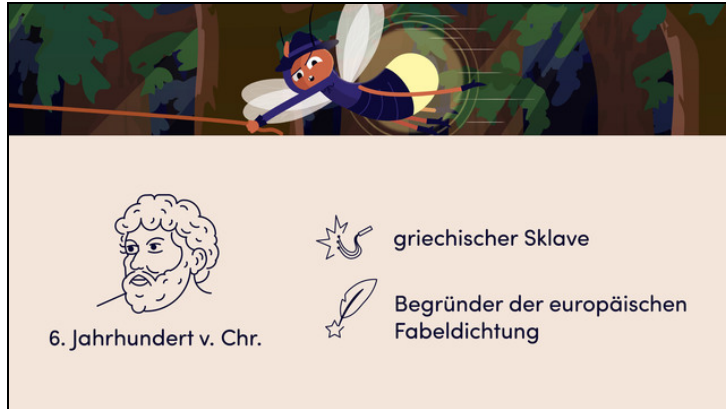 griechischer Sklave
Begründer der europäischen
Fabeldichtung
6. Jahrhundert v. Chr.